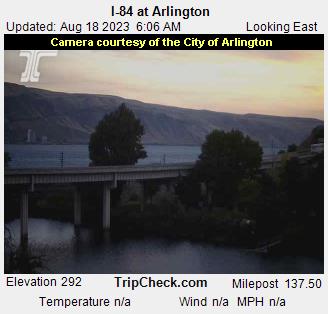 I-84 at Arlington
Updated: Aug 18 2023 6:06 AM Looking East
Camera courtesy of the City of Arlington
Elevation 292 TripCheck.com Milepost 137.50
Temperature n/a Wind n/a MPH n/a